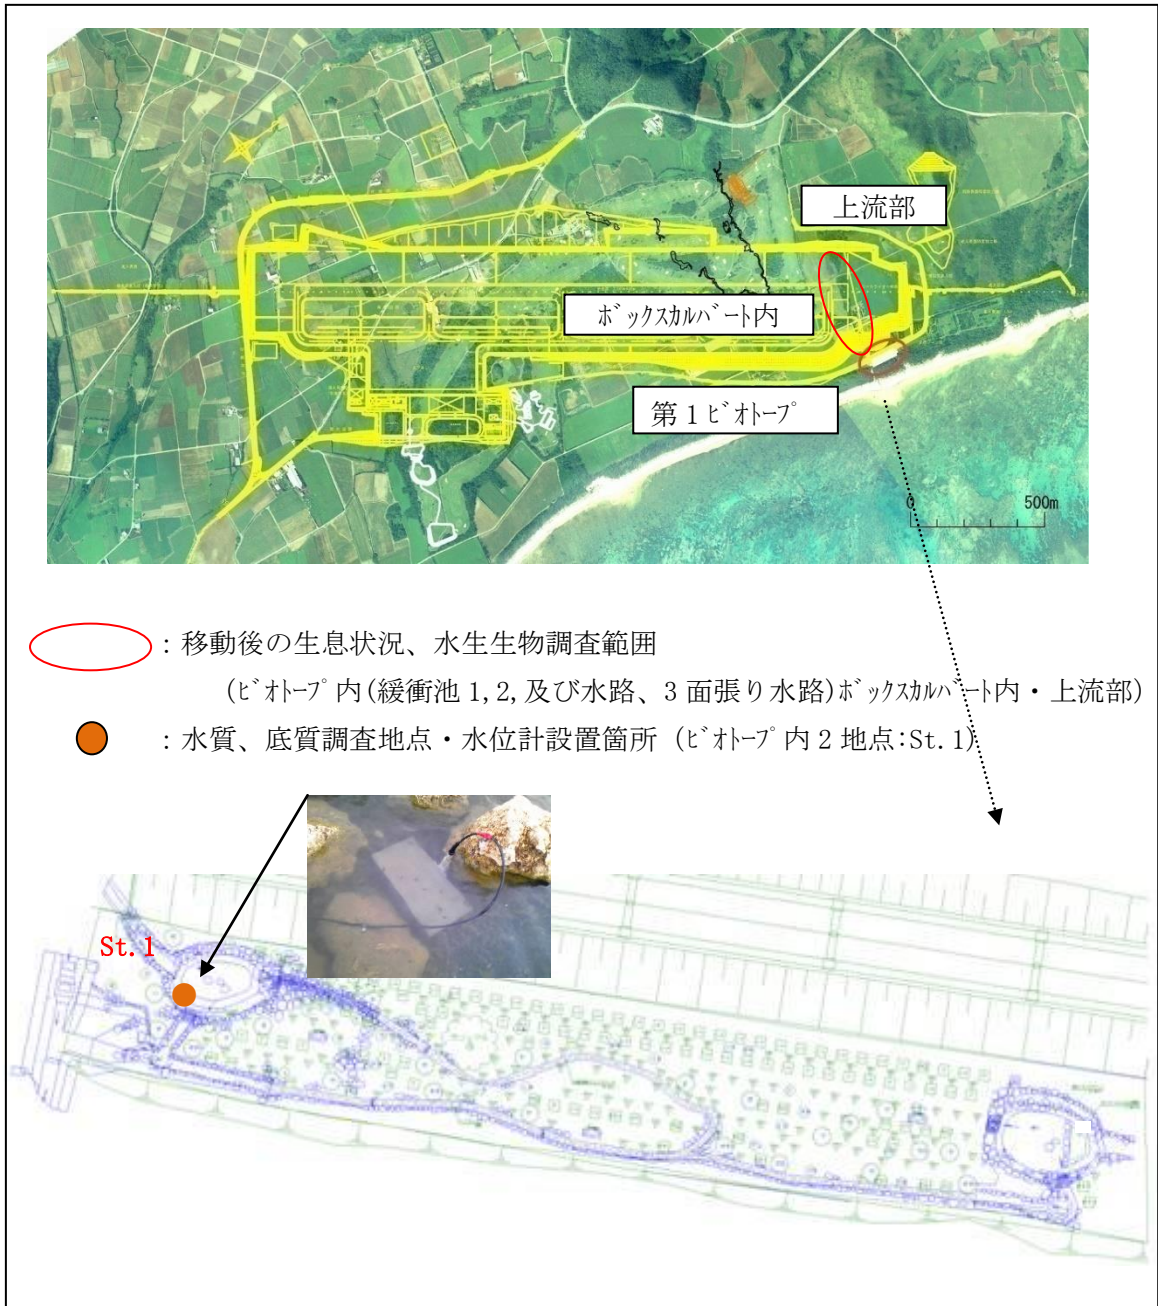 上流部
ボックスカルバート内
第1ビオトープ
0 500m
：移動後の生息状況、水生生物調査範囲
(ビオトープ内(緩衝池1,2,及び水路、3面張り水路)ボックスカルバート内・上流部)
：水質、底質調査地点・水位計設置箇所 (ビオトープ内2地点:St.1)
St.1